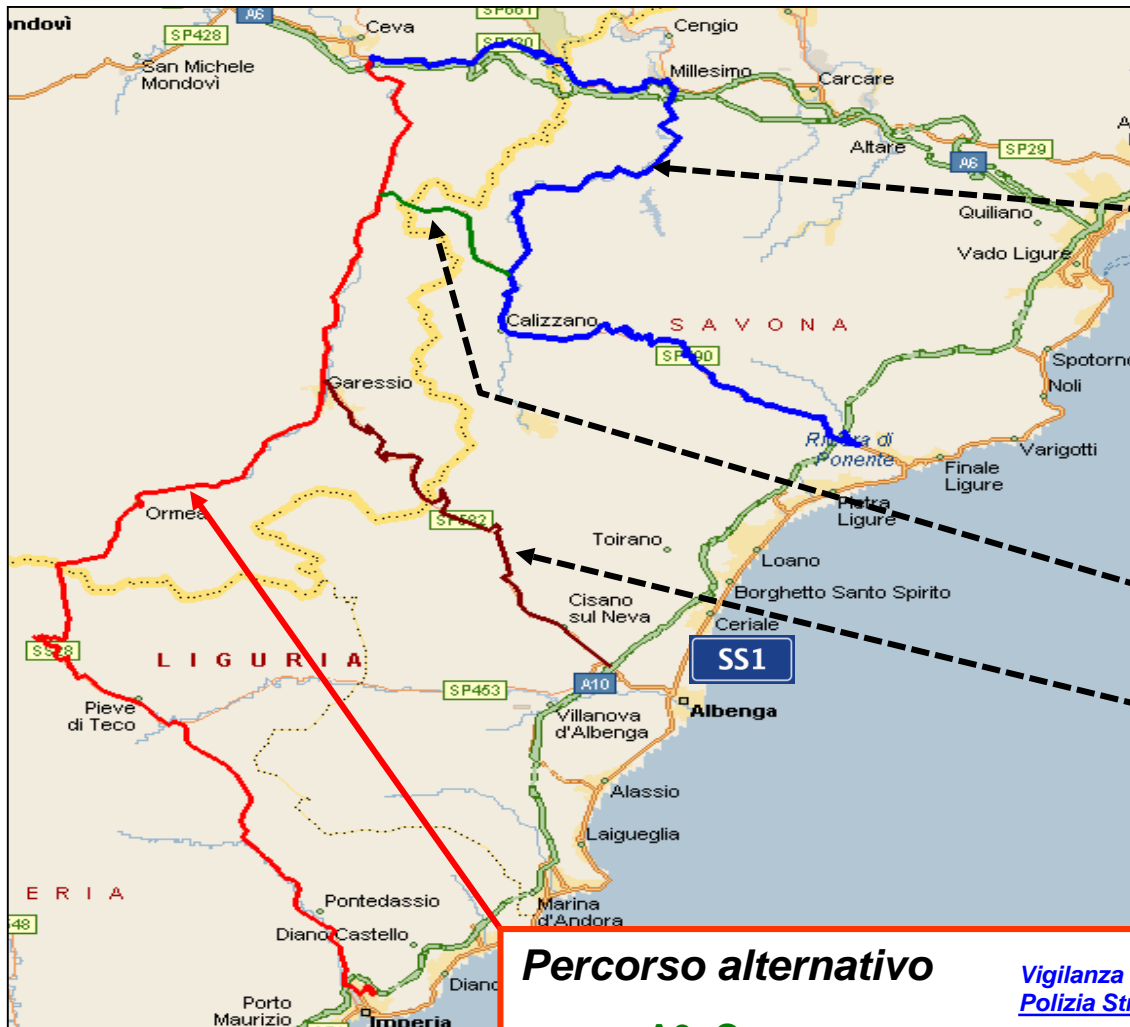 ondovì
A6
SP661
Ceva
SP428
SP430
Cengio
San Michele
Mondovì
Millesimo
Carcare
Altare
SP29
A6
Quiliano
Vado Ligure
Calizzano
S A V O N A
Spotorno
Noli
Garessio
Riviera di
Ponente
Varigotti
Finale
Ligure
Pietra
Ligure
Ormea
SP582
Toirano
Loano
Borghetto Santo Spirito
Cisano
sul Neva
Ceriale
SS28
L I G U R I A
SS1
A10
SP453
Pieve
di Teco
Villanova
d'Albenga
Albenga
Alassio
Laigueglia
E R I A
Pontedassio
Marina
d'Andora
48
Diano Castello
Diano
Percorso alternativo
Vigilanza
Polizia Str
Porto
Maurizio
Imperia